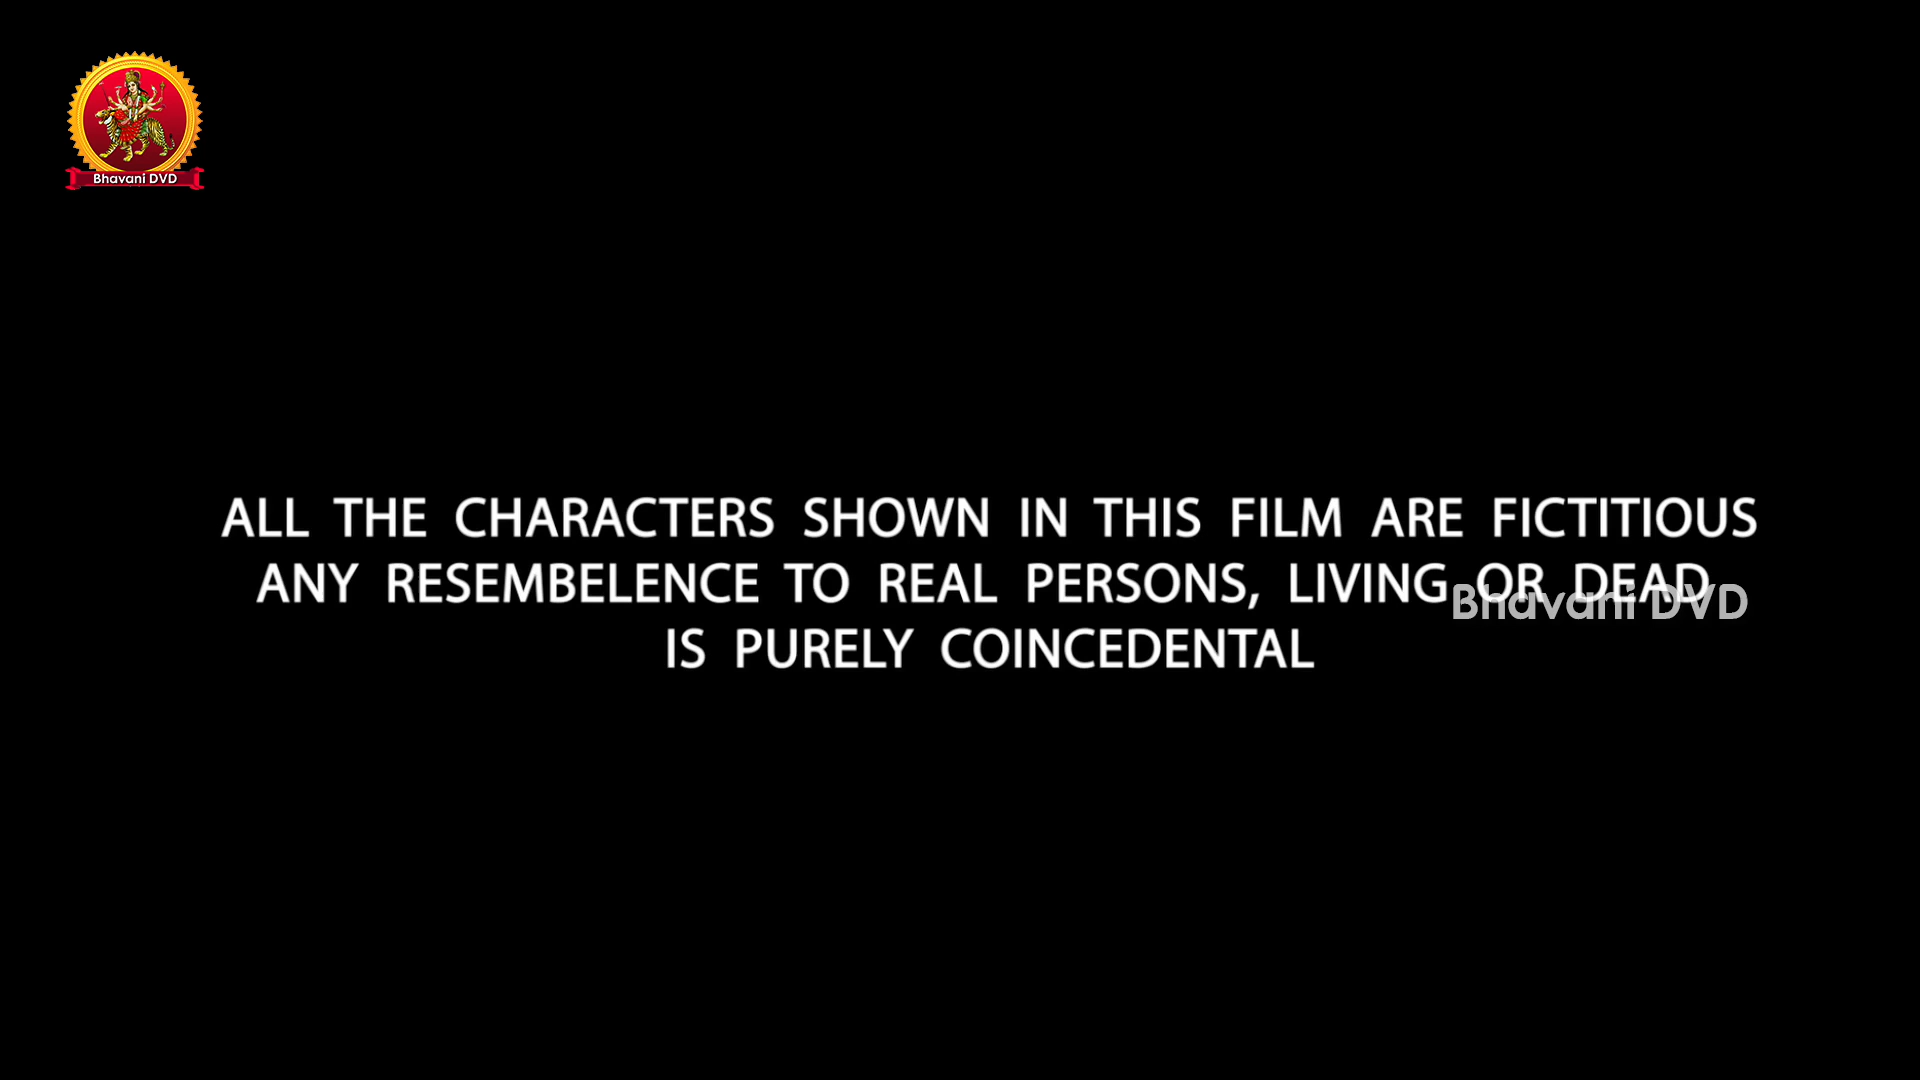 Bhavani DVD
ALL THE CHARACTERS SHOWN IN THIS FILM ARE FICTITIOUS
ANY RESEMBELENCE TO REAL PERSONS, LIVING OR DEAD
Bhavani DVD
IS PURELY COINCEDENTAL